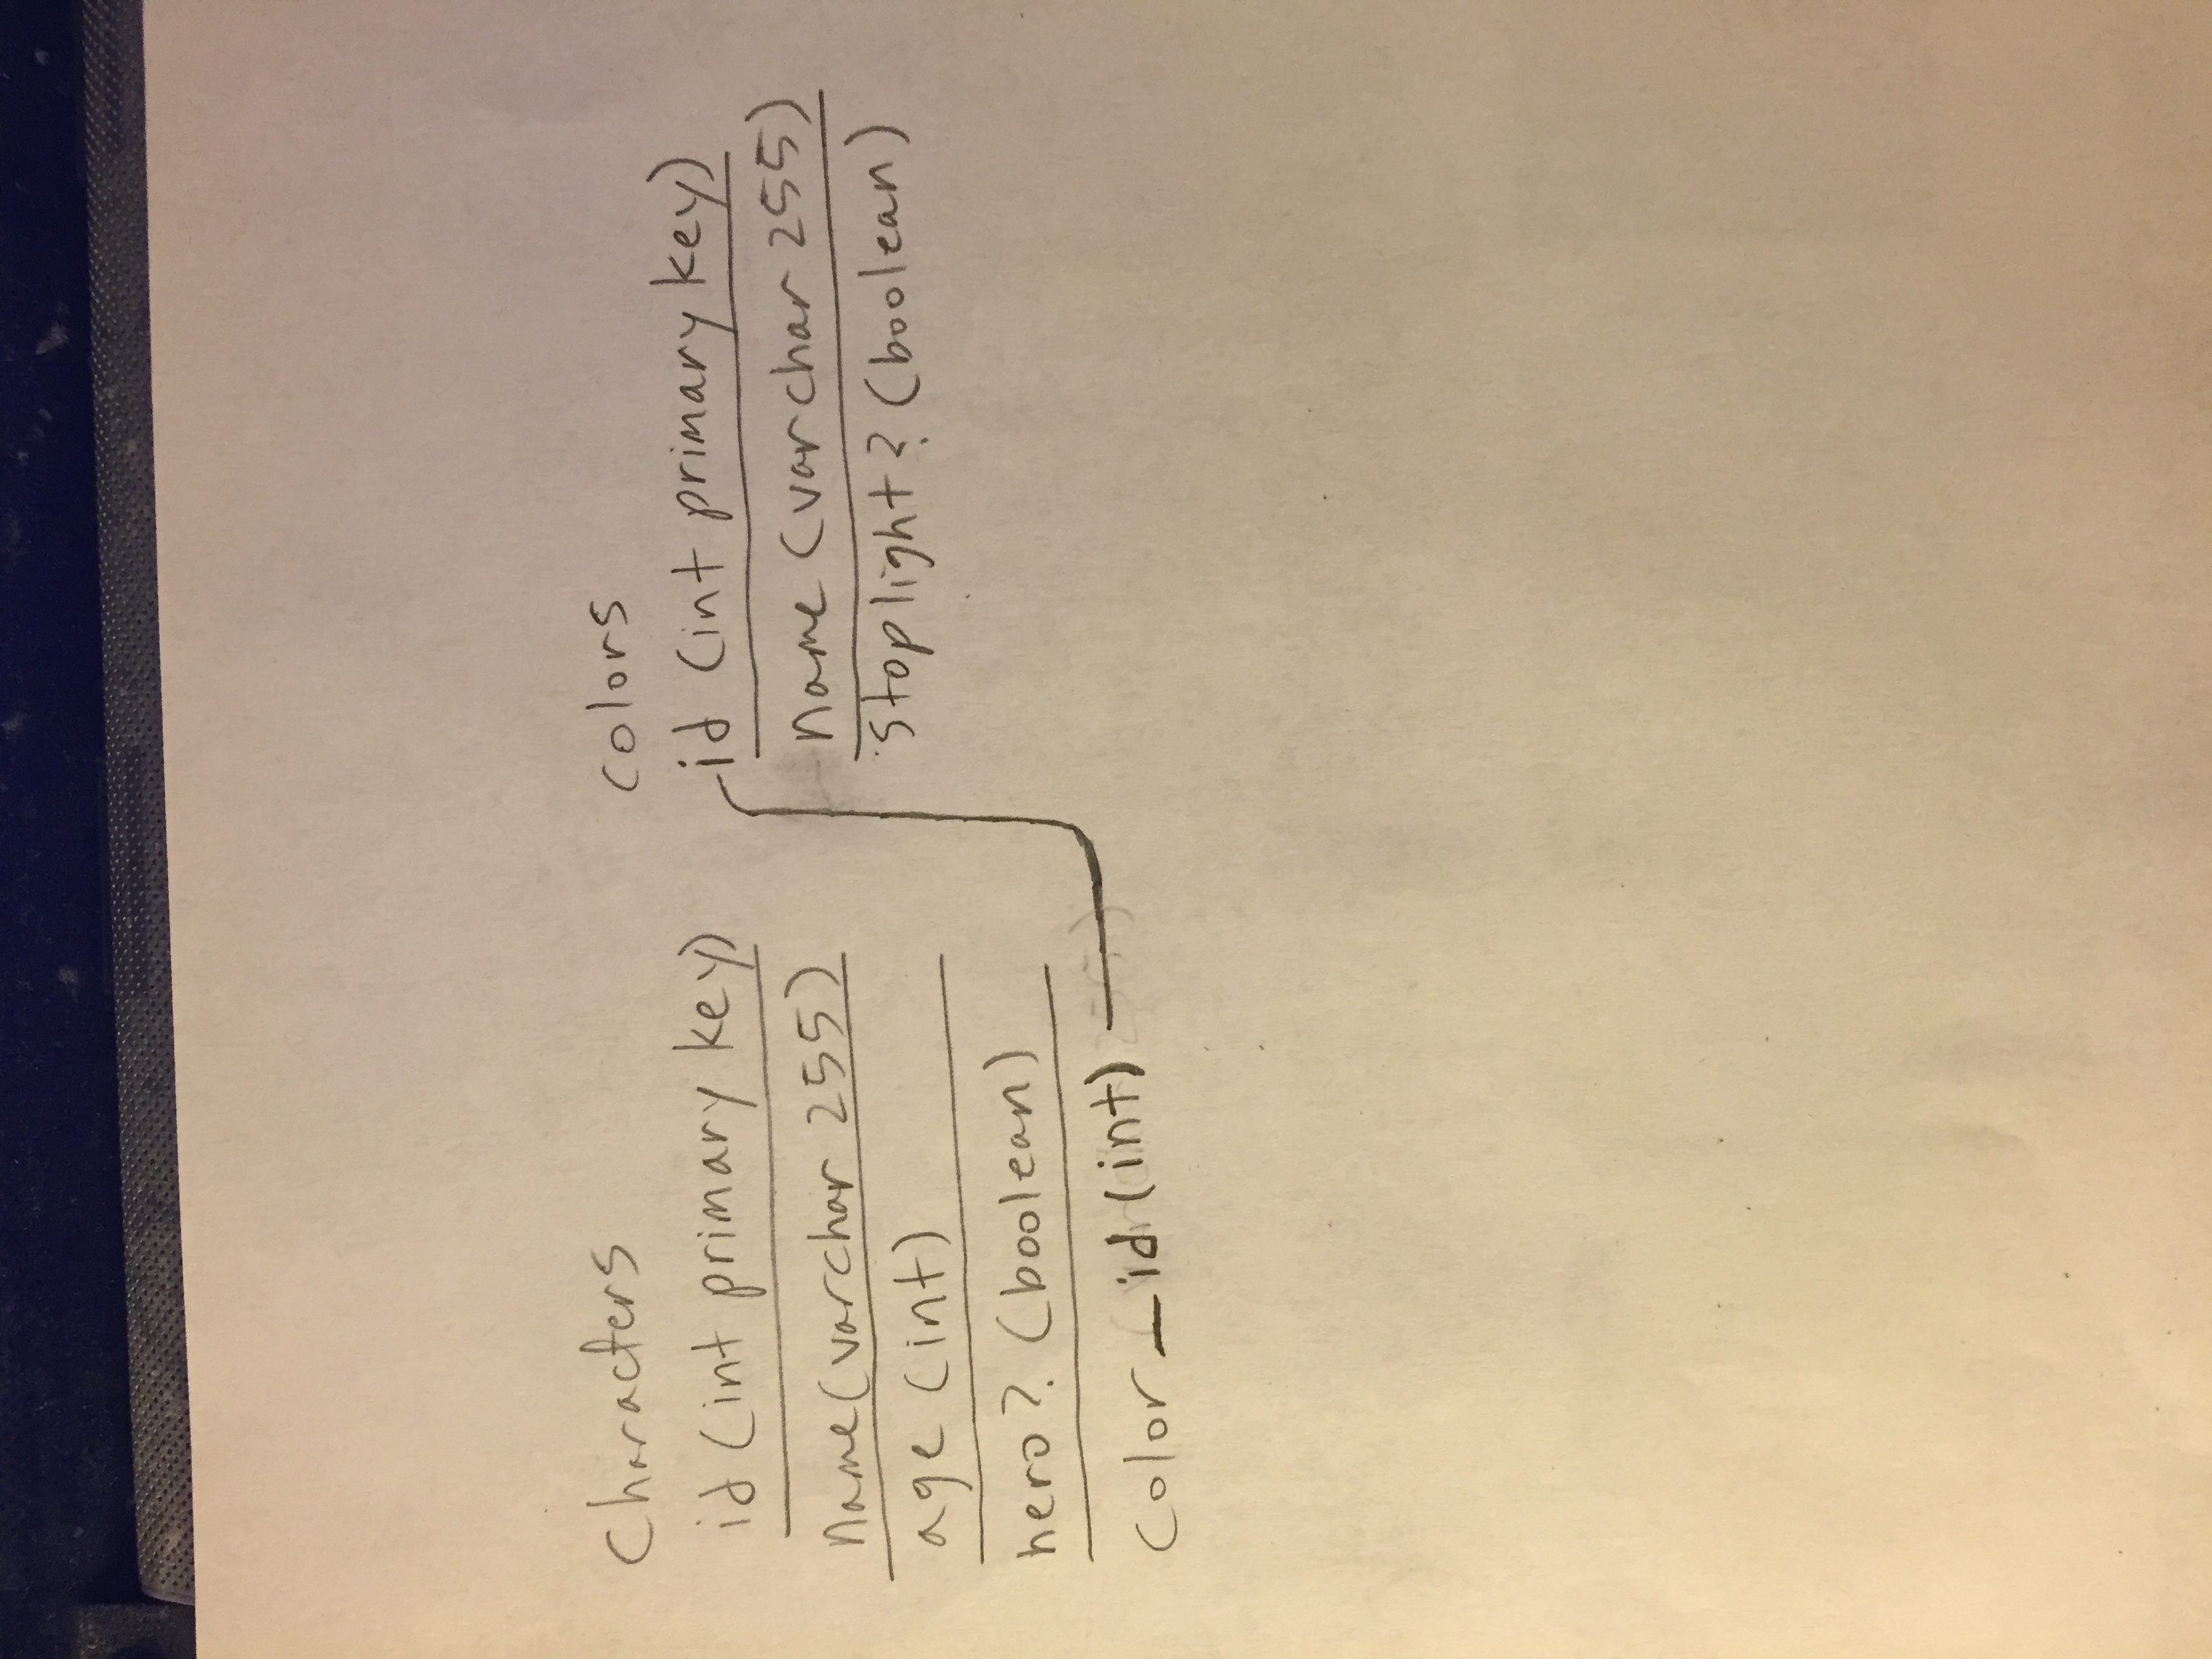 Characters
id (int primary key)
name (varchar 255)
age (int)
hero? (boolean)
Color_id (int)
Colors
id (int primary key)
name (varchar 255)
stoplight? (boolean)